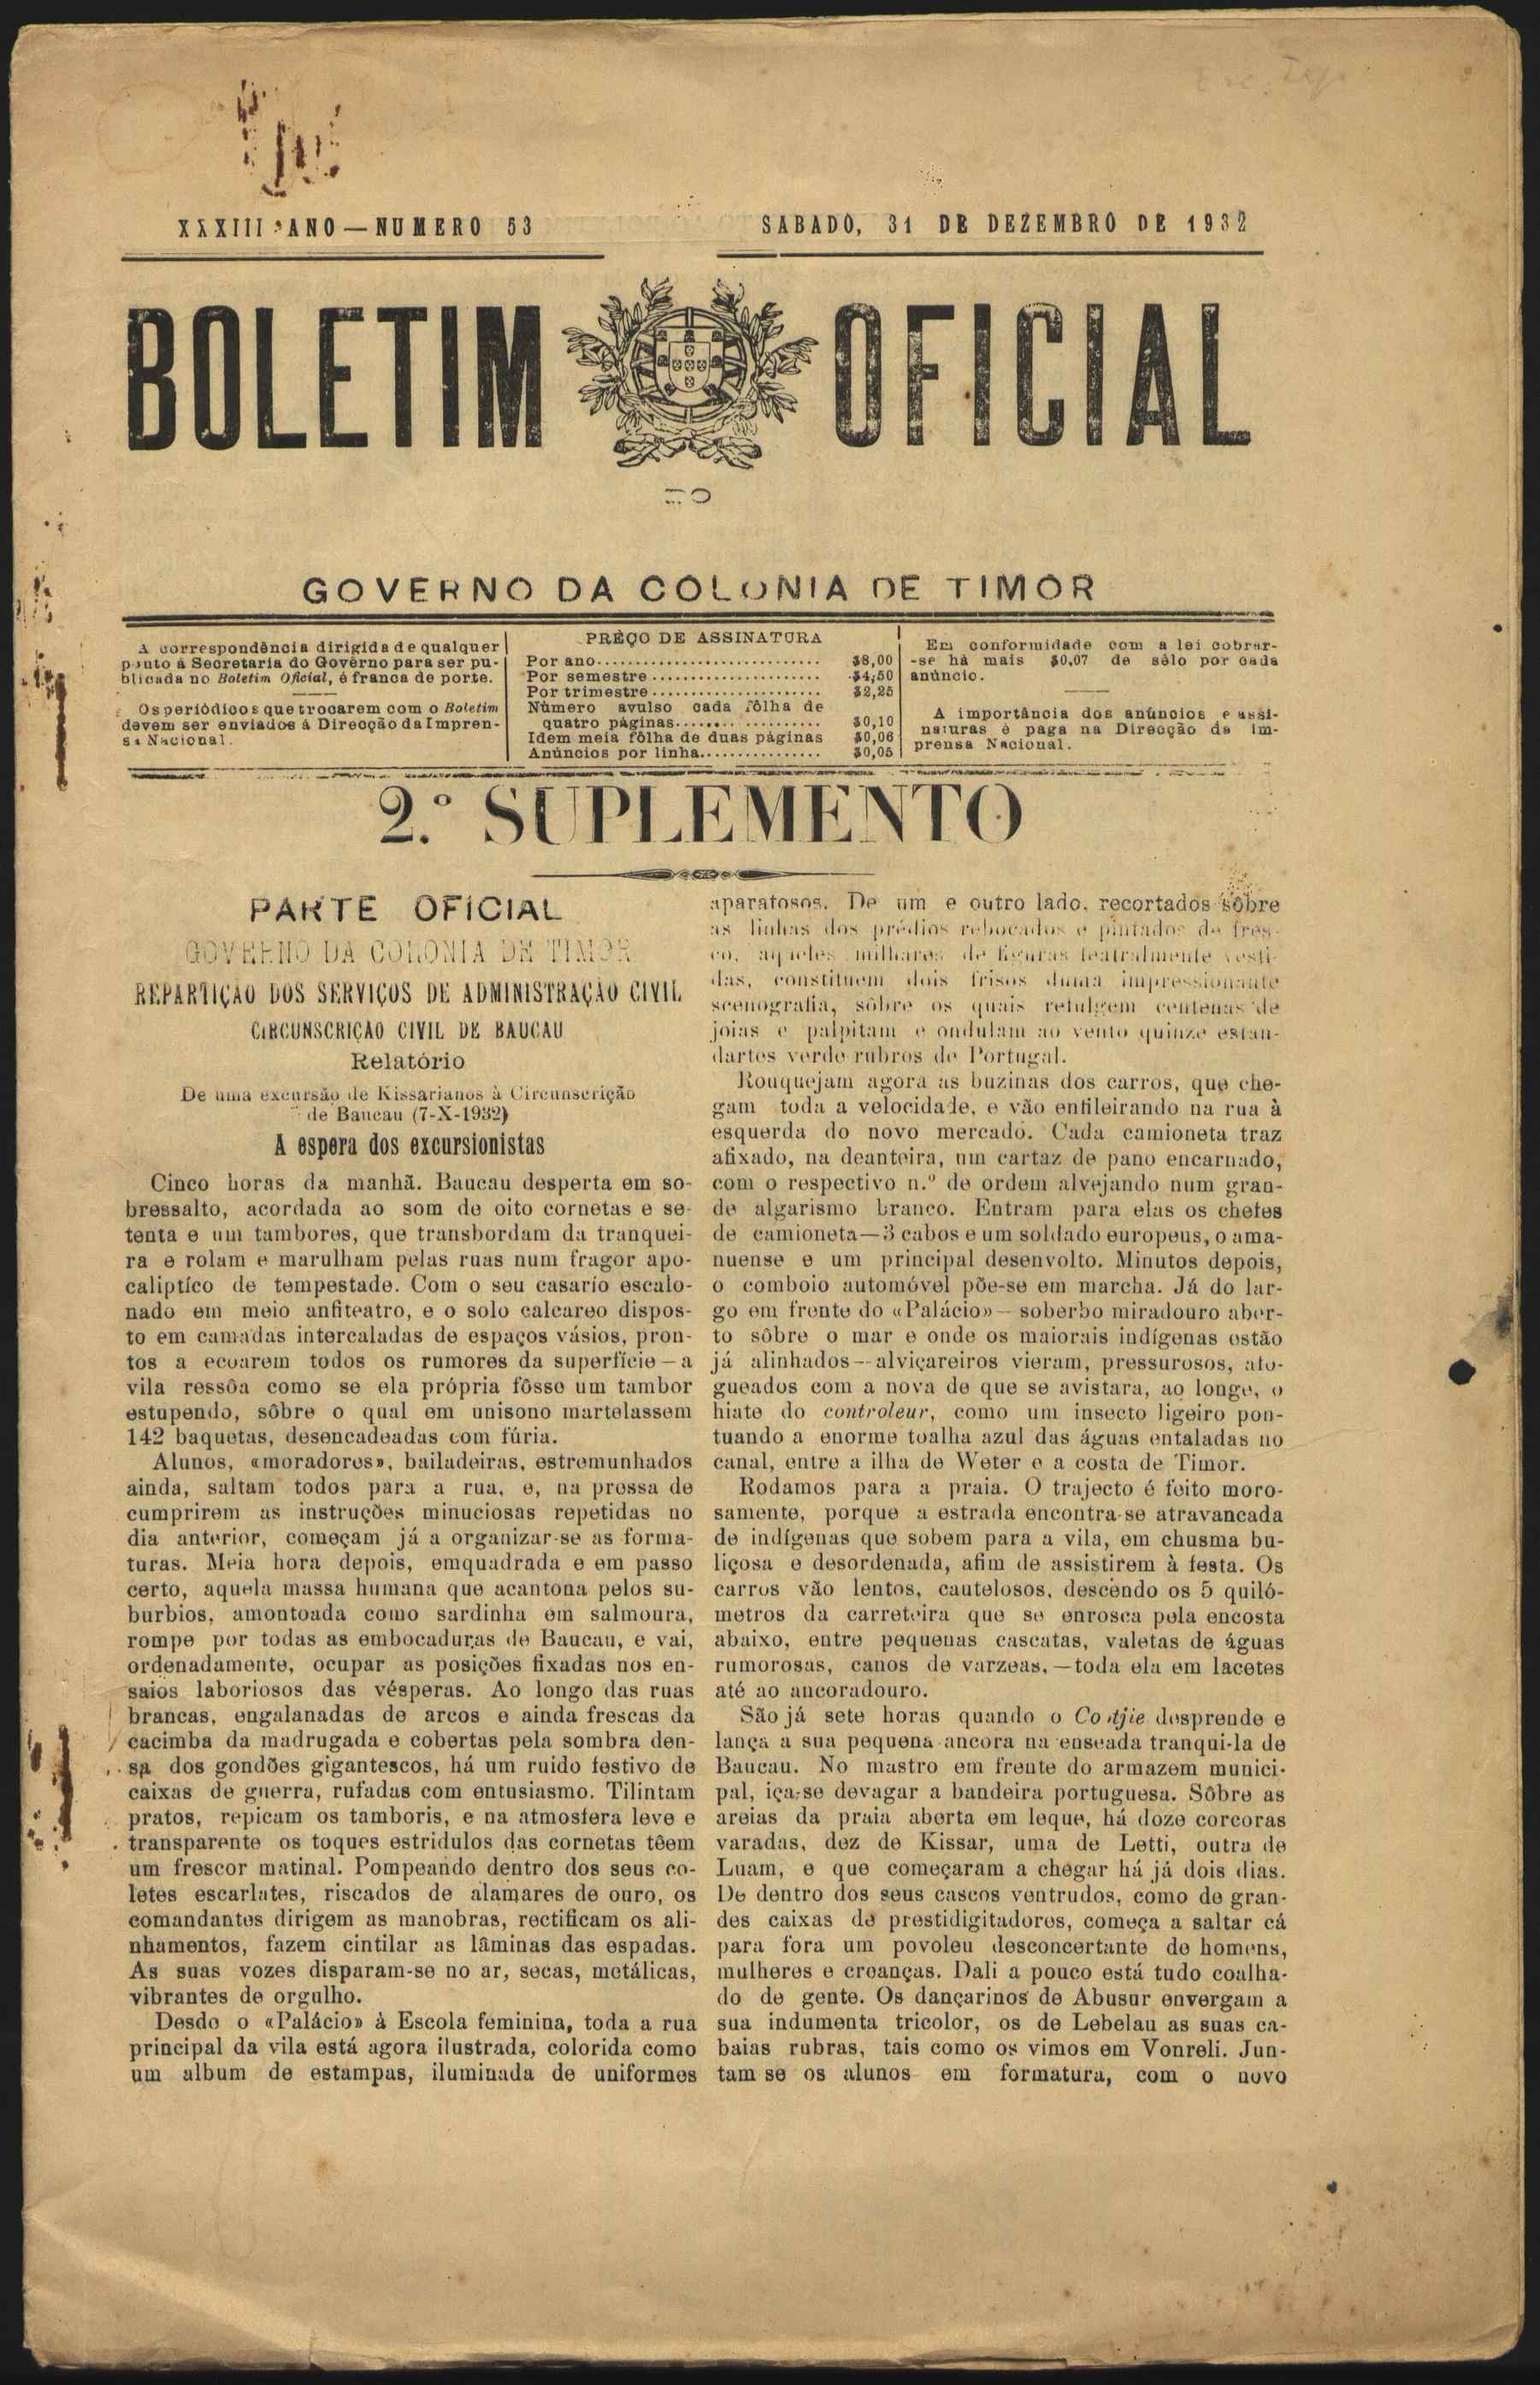 XXXIII ANO — NUMERO 53
SABADO, 31 DE DEZEMBRO DE 1932
BOLETIM OFICIAL
DO
GOVERNO DA COLONIA DE TIMOR
A correspondência dirigida de qualquer
ponto á Secretaria do Govêrno para ser pu-
blicada no Boletim Oficial, é franca de porte.
Os periódicos que trocarem com o Boletim
devem ser enviados á Direcção da Impren-
sa Nacional.
PREÇO DE ASSINATURA
Por ano............................ $8,00
Por semestre...................... $4,50
Por trimestre...................... $2,25
Número avulso cada fôlha de
quatro páginas.................. $0,10
Idem meia fôlha de duas páginas $0,06
Anúncios por linha................ $0,05
Em conformidade com a lei cobrar-
-se há mais $0,07 de sêlo por cada
anúncio.
A importância dos anúncios e assi-
naturas é paga na Direcção da Im-
prensa Nacional.
2.º SUPLEMENTO
PARTE OFICIAL
GOVERNO DA COLONIA DE TIMOR
REPARTIÇÃO DOS SERVIÇOS DE ADMINISTRAÇÃO CIVIL
CIRCUNSCRIÇÃO CIVIL DE BAUCAU
Relatório
De uma excursão de Kissarianos à Circunscrição
de Baucau (7-X-1932)
A espera dos excursionistas
Cinco horas da manhã. Baucau desperta em so-
bressalto, acordada ao som de oito cornetas e se-
tenta e um tambores, que transbordam da tranquei-
ra e rolam e marulham pelas ruas num fragor apo-
caliptíco de tempestade. Com o seu casario escalo-
nado em meio anfiteatro, e o solo calcareo dispos-
to em camadas intercaladas de espaços vásios, pron-
tos a ecoarem todos os rumores da superfície — a
vila ressôa como se ela própria fôsse um tambor
estupendo, sôbre o qual em unisono martelassem
142 baquetas, desencadeadas com fúria.
Alunos, «moradores», bailadeiras, estremunhados
ainda, saltam todos para a rua, e, na pressa de
cumprirem as instruções minuciosas repetidas no
dia anterior, começam já a organizar-se as forma-
turas. Meia hora depois, emquadrada e em passo
certo, aquela massa humana que acantona pelos su-
burbios, amontoada como sardinha em salmoura,
rompe por todas as embocaduras de Baucau, e vai,
ordenadamente, ocupar as posições fixadas nos en-
saios laboriosos das vésperas. Ao longo das ruas
brancas, engalanadas de arcos e ainda frescas da
cacimba da madrugada e cobertas pela sombra den-
sa dos gondões gigantescos, há um ruido festivo de
caixas de guerra, rufadas com entusiasmo. Tilintam
pratos, repicam os tamboris, e na atmosfera leve e
transparente os toques estridulos das cornetas têem
um frescor matinal. Pompeando dentro dos seus co-
letes escarlates, riscados de alamares de ouro, os
comandantes dirigem as manobras, rectificam os ali-
nhamentos, fazem cintilar as lâminas das espadas.
As suas vozes disparam-se no ar, secas, metálicas,
vibrantes de orgulho.
Desde o «Palácio» à Escola feminina, toda a rua
principal da vila está agora ilustrada, colorida como
um album de estampas, iluminada de uniformes
aparatosos. De um e outro lado, recortados sôbre
as linhas dos prédios rebocados e pintados de fres-
co, aqueles milhares de figuras teatralmente vesti-
das, constituem dois frisos duma impressionante
scenografia, sôbre os quais refulgem centenas de
joias e palpitam e ondulam ao vento quinze estan-
dartes verde rubros de Portugal.
Rouquejam agora as buzinas dos carros, que che-
gam toda a velocidade, e vão enfileirando na rua à
esquerda do novo mercado. Cada camioneta traz
afixado, na deanteira, um cartaz de pano encarnado,
com o respectivo n.º de ordem alvejando num gran-
de algarismo branco. Entram para elas os chefes
de camioneta—3 cabos e um soldado europeus, o ama-
nuense e um principal desenvolto. Minutos depois,
o comboio automóvel põe-se em marcha. Já do lar-
go em frente do «Palácio» — soberbo miradouro aber-
to sôbre o mar e onde os maiorais indígenas estão
já alinhados—alviçareiros vieram, pressurosos, afo-
gueados com a nova de que se avistara, ao longe, o
hiate do controleur, como um insecto ligeiro pon-
tuando a enorme toalha azul das águas entaladas no
canal, entre a ilha de Weter e a costa de Timor.
Rodamos para a praia. O trajecto é feito moro-
samente, porque a estrada encontra-se atravancada
de indígenas que sobem para a vila, em chusma bu-
liçosa e desordenada, afim de assistirem à festa. Os
carros vão lentos, cautelosos, descendo os 5 quiló-
metros da carreteira que se enrosca pela encosta
abaixo, entre pequenas cascatas, valetas de águas
rumorosas, canos de varzeas,—toda ela em lacetes
até ao ancoradouro.
São já sete horas quando o desprende e
lança a sua pequena ancora na enseada tranqui-la de
Baucau. No mastro em frente do armazem munici-
pal, iça-se devagar a bandeira portuguesa. Sôbre as
areias da praia aberta em leque, há doze corcoras
varadas, dez de Kissar, uma de Letti, outra de
Luam, e que começaram a chegar há já dois dias.
De dentro dos seus cascos ventrudos, como de gran-
des caixas de prestidigitadores, começa a saltar cá
para fora um povoleu desconcertante de homens,
mulheres e creanças. Dali a pouco está tudo coalha-
do de gente. Os dançarinos de Abusur envergam a
sua indumenta tricolor, os de Lebelau as suas ca-
baias rubras, tais como os vimos em Vonreli. Jun-
tam se os alunos em formatura, com o novo